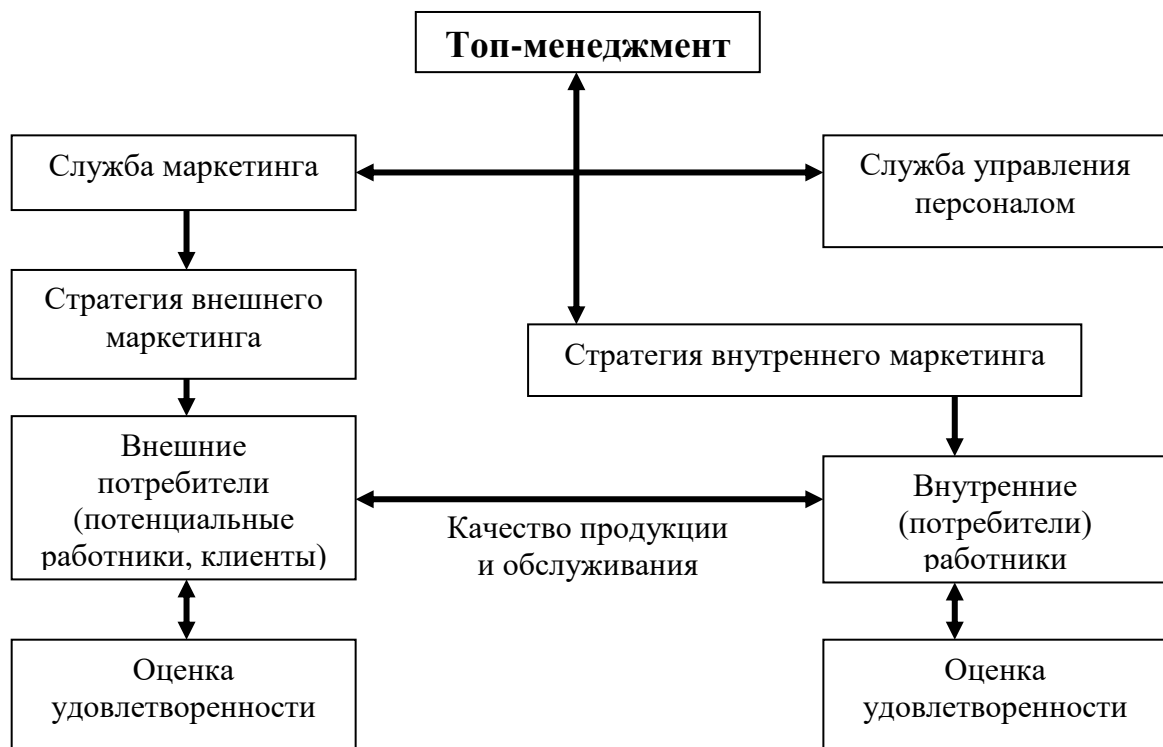 Топ-менеджмент
Служба маркетинга
Служба управления
персоналом
Стратегия внешнего
маркетинга
Стратегия внутреннего маркетинга
Внешние
потребители
(потенциальные
работники, клиенты)
Качество продукции
и обслуживания
Внутренние
(потребители)
работники
Оценка
удовлетворенности
Оценка
удовлетворенности